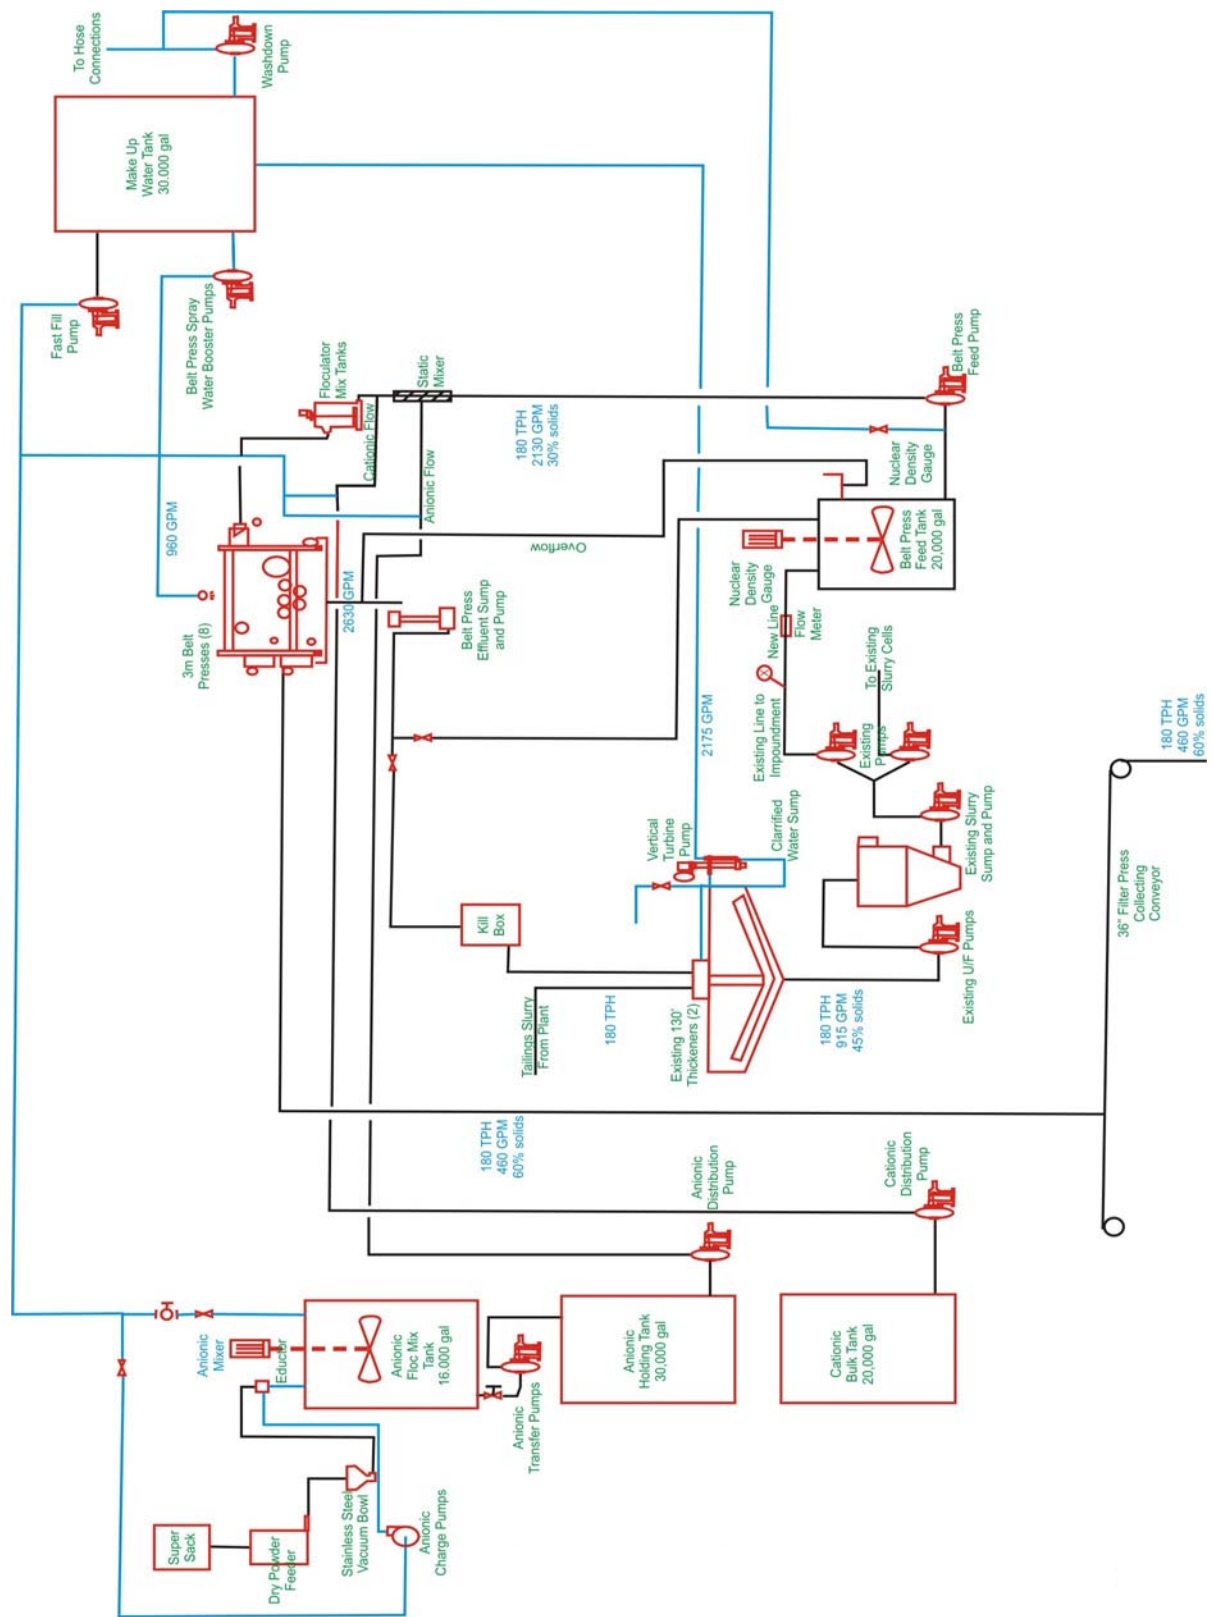 Super
Sack
Dry Powder
Feeder
Stainless Steel
Vacuum Bowl
Anionic
Charge Pumps
Anionic
Mixer
Eductor
Anionic
Floc Mix
Tank
16.000 gal
Anionic
Transfer Pumps
Anionic
Holding Tank
30,000 gal
Cationic
Bulk Tank
20,000 gal
Anionic
Distribution
Pump
Cationic
Distribution
Pump
180 TPH
460 GPM
60% solids
Tailings Slurry
From Plant
180 TPH
Existing 130'
Thickeners (2)
180 TPH
915 GPM
45% solids
Existing U/F Pumps
Kill
Box
Vertical
Turbine
Pump
Clarrified
Water Sump
Existing Slurry
Sump and Pump
36" Filter Press
Collecting
Conveyor
3m Belt
Presses (8)
960 GPM
2630 GPM
Belt Press
Effluent Sump
and Pump
2175 GPM
Existing Line to
Impoundment
New Line
Flow
Meter
Existing
Pumps
To Existing
Slurry Cells
180 TPH
460 GPM
60% solids
Overflow
Nuclear
Density
Gauge
Belt Press
Feed Tank
20,000 gal
Nuclear
Density
Gauge
Cationic Flow
Anionic Flow
180 TPH
2130 GPM
30% solids
Floculator
Mix Tanks
Static
Mixer
Belt Press
Feed Pump
Fast Fill
Pump
Belt Press Spray
Water Booster Pumps
Make Up
Water Tank
30.000 gal
To Hose
Connections
Washdown
Pump